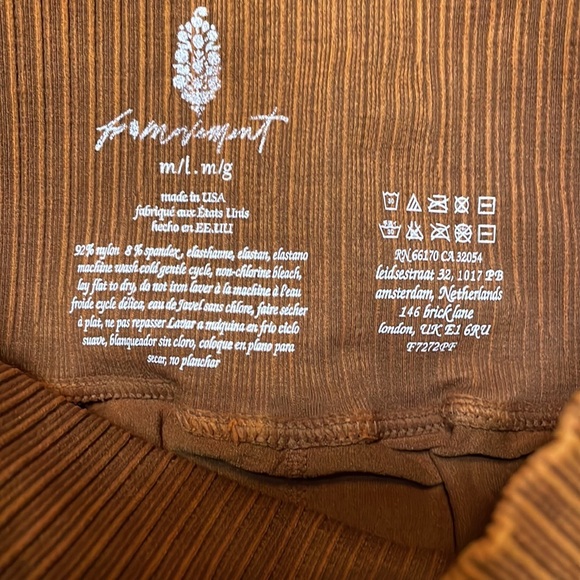 fp movement
m/l . m/g
made in USA
fabriqué aux États Unis
hecho en EE.UU
92% nylon 8% spandex, elasthanne, elastan, elastano
machine wash cold gentle cycle, non-chlorine bleach,
lay flat to dry, do not iron laver à la machine à l'eau
froide cycle délica, eau de Javel sans chlore, faire sécher
à plat, ne pas repasser Lavar a máquina en frío ciclo
suave, blanqueador sin cloro, coloque en plano para
secar, no planchar
RN 66170 CA 32054
leidsestraat 32, 1017 PB
amsterdam, Netherlands
146 brick lane
london, UK E1 6RU
F7272PF